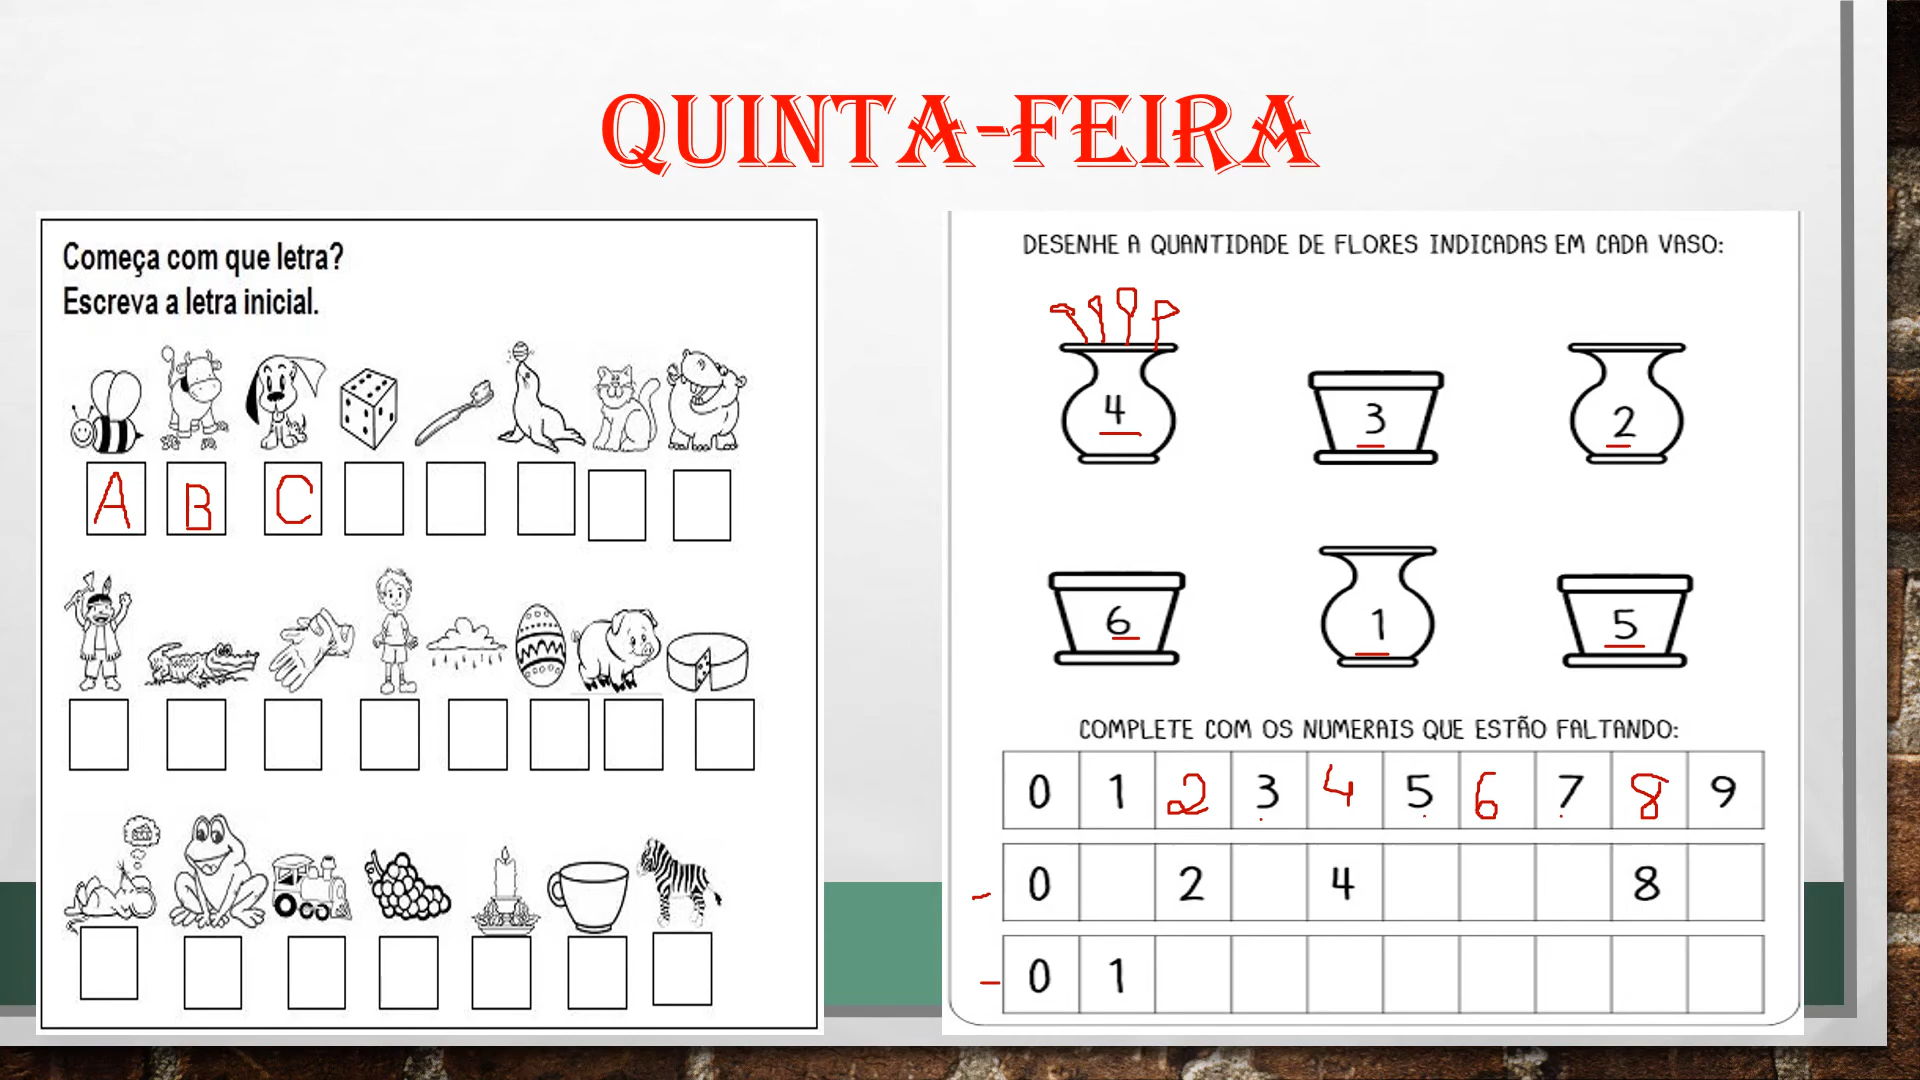 QUINTA-FEIRA
Começa com que letra?
Escreva a letra inicial.
A B C
DESENHE A QUANTIDADE DE FLORES INDICADAS EM CADA VASO:
4 3 2
6 1 5
COMPLETE COM OS NUMERAIS QUE ESTÃO FALTANDO:
0 1 2 3 4 5 6 7 8 9
0 2 4 8
0 1